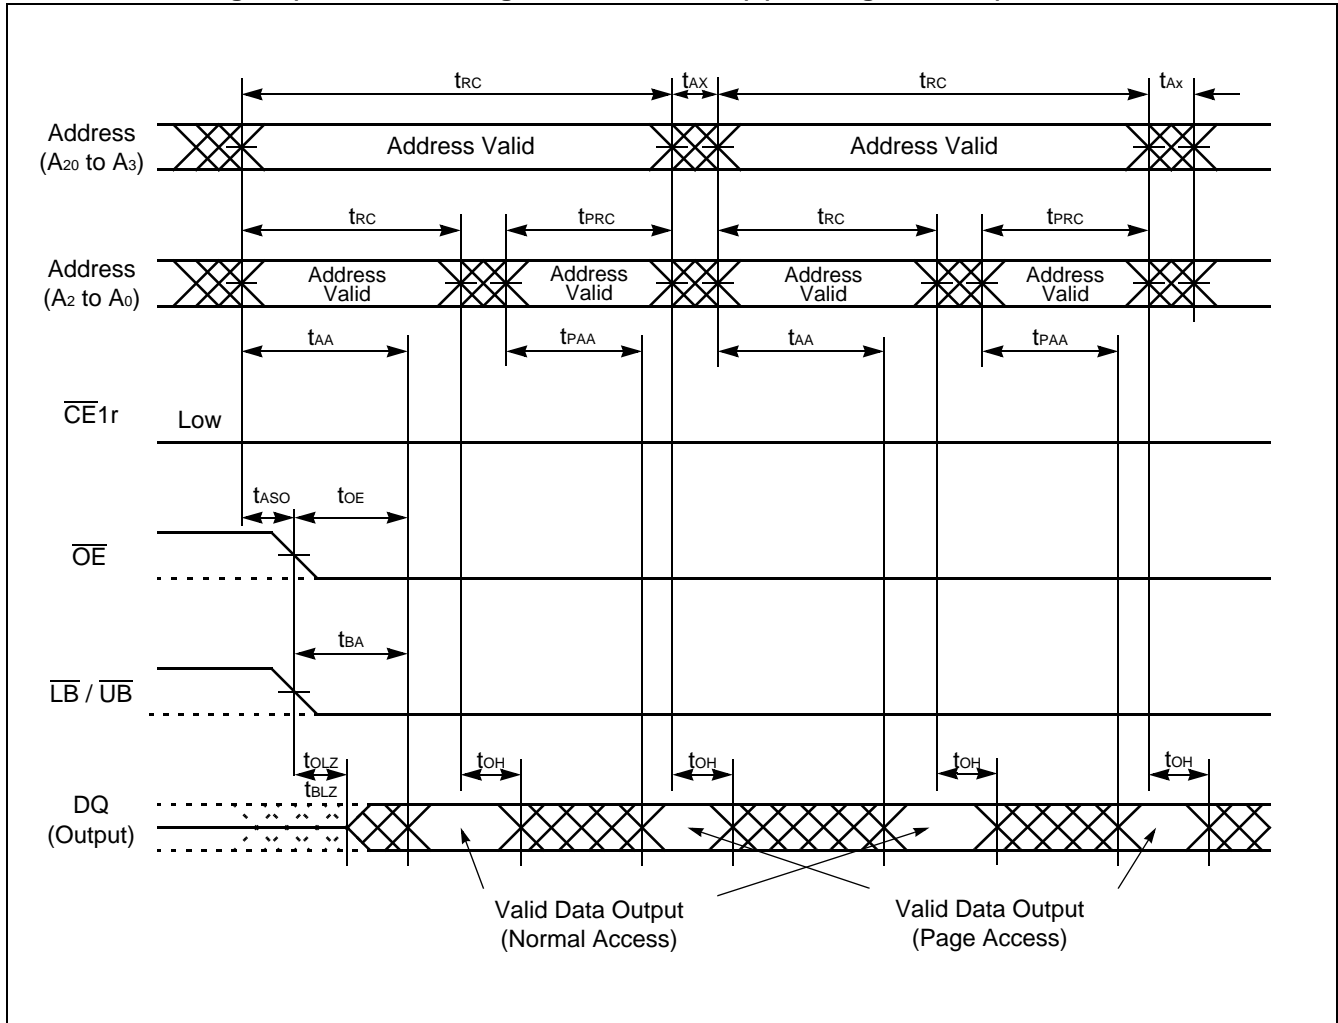 tRC tAX tRC tAx
Address
(A20 to A3)
Address Valid Address Valid
tRC tPRC tRC tPRC
Address
(A2 to A0)
Address
Valid
Address
Valid
Address
Valid
Address
Valid
tAA tPAA tAA tPAA
CE1r Low
tASO tOE
OE
tBA
LB / UB
tOLZ tOH tOH tOH tOH
tBLZ
DQ
(Output)
Valid Data Output
(Normal Access)
Valid Data Output
(Page Access)